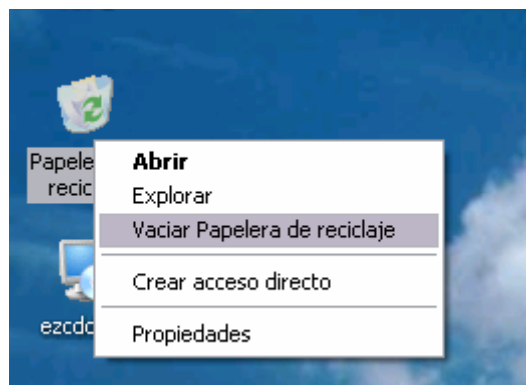 Papele
recic
Abrir
Explorar
Vaciar Papelera de reciclaje
Crear acceso directo
Propiedades
ezcdc